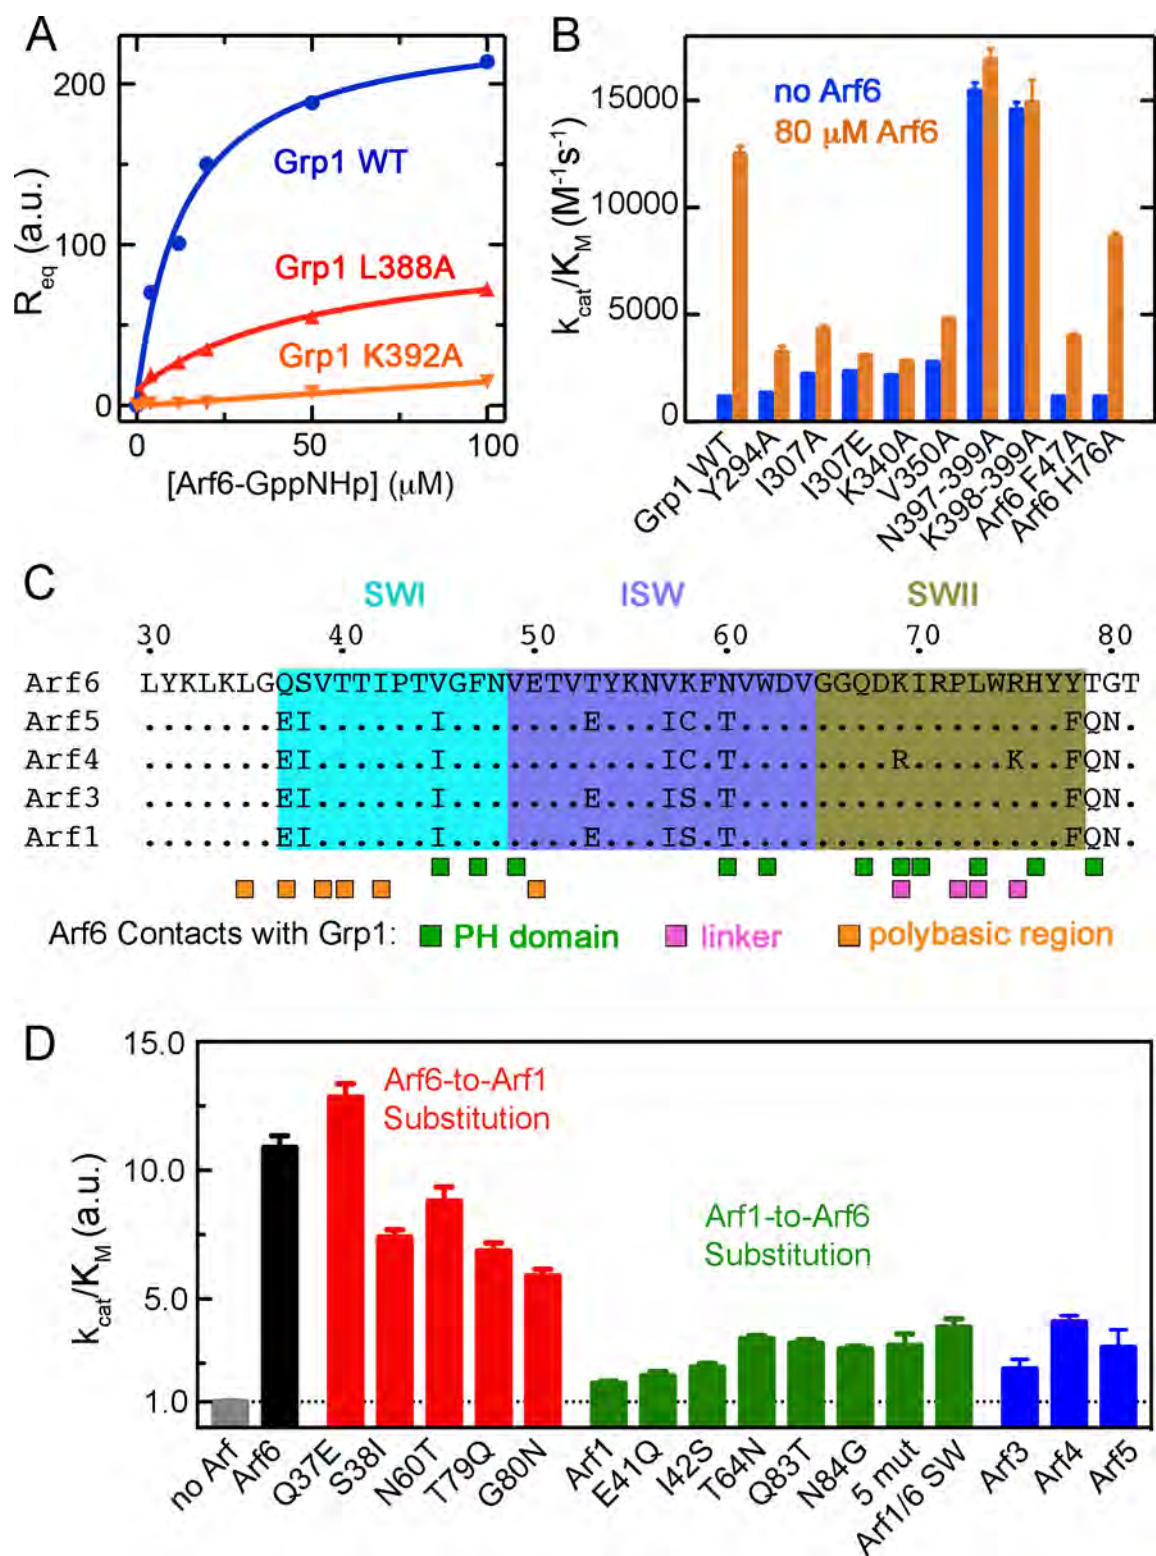 A
200
100
0
R_eq (a.u.)
Grp1 WT
Grp1 L388A
Grp1 K392A
0 50 100
[Arf6-GppNHp] (μM)
B
no Arf6
80 μM Arf6
15000
10000
5000
0
k_cat/K_M (M⁻¹s⁻¹)
Grp1 WT
Y294A
I307A
I307E
K340A
V350A
N397-399A
K398-399A
Arf6 F47A
Arf6 H76A
C
SWI ISW SWII
30 40 50 60 70 80
Arf6 LYKLKLGQSVTTIPTVGFNVETVTYKNVKFNVWDVGGQDKIRPLWRHYYTGT
Arf5 .......EI......I.......E...IC.T.................FQN.
Arf4 .......EI......I...........IC.T........R.....K..FQN.
Arf3 .......EI......I.......E...IS.T.................FQN.
Arf1 .......EI......I.......E...IS.T.................FQN.
Arf6 Contacts with Grp1: PH domain linker polybasic region
D
15.0
10.0
5.0
1.0
k_cat/K_M (a.u.)
Arf6-to-Arf1
Substitution
Arf1-to-Arf6
Substitution
no Arf
Arf6
Q37E
S38I
N60T
T79Q
G80N
Arf1
E41Q
I42S
T64N
Q83T
N84G
5 mut
Arf1/6 SW
Arf3
Arf4
Arf5